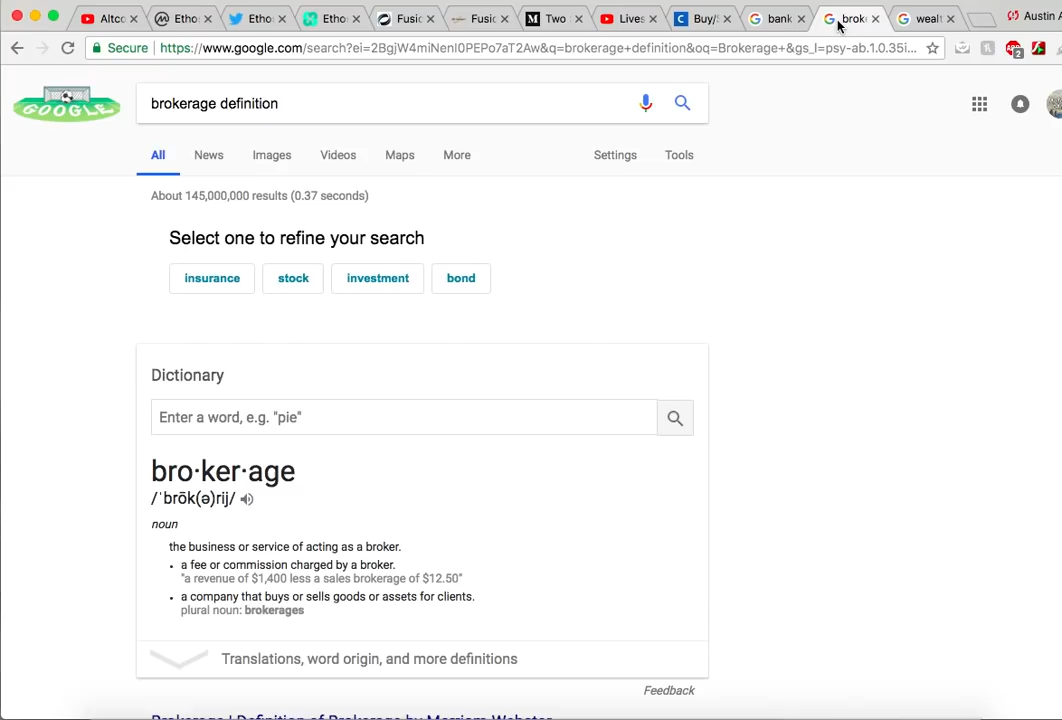 Altco
Etho
Etho
Etho
Fusic
Fusic
Two
Lives
Buy/
bank
broke
wealt
Austin
Secure
https://www.google.com/search?ei=2BgjW4miNenl0PEPo7aT2Aw&q=brokerage+definition&oq=Brokerage+&gs_l=psy-ab.1.0.35i...
2
GOOGLE
brokerage definition
All
News
Images
Videos
Maps
More
Settings
Tools
About 145,000,000 results (0.37 seconds)
Select one to refine your search
insurance
stock
investment
bond
Dictionary
Enter a word, e.g. "pie"
bro·ker·age
/ˈbrōk(ə)rij/
noun
the business or service of acting as a broker.
• a fee or commission charged by a broker.
"a revenue of $1,400 less a sales brokerage of $12.50"
• a company that buys or sells goods or assets for clients.
plural noun: brokerages
Translations, word origin, and more definitions
Feedback
Brokerage | Definition of Brokerage by Merriam-Webster